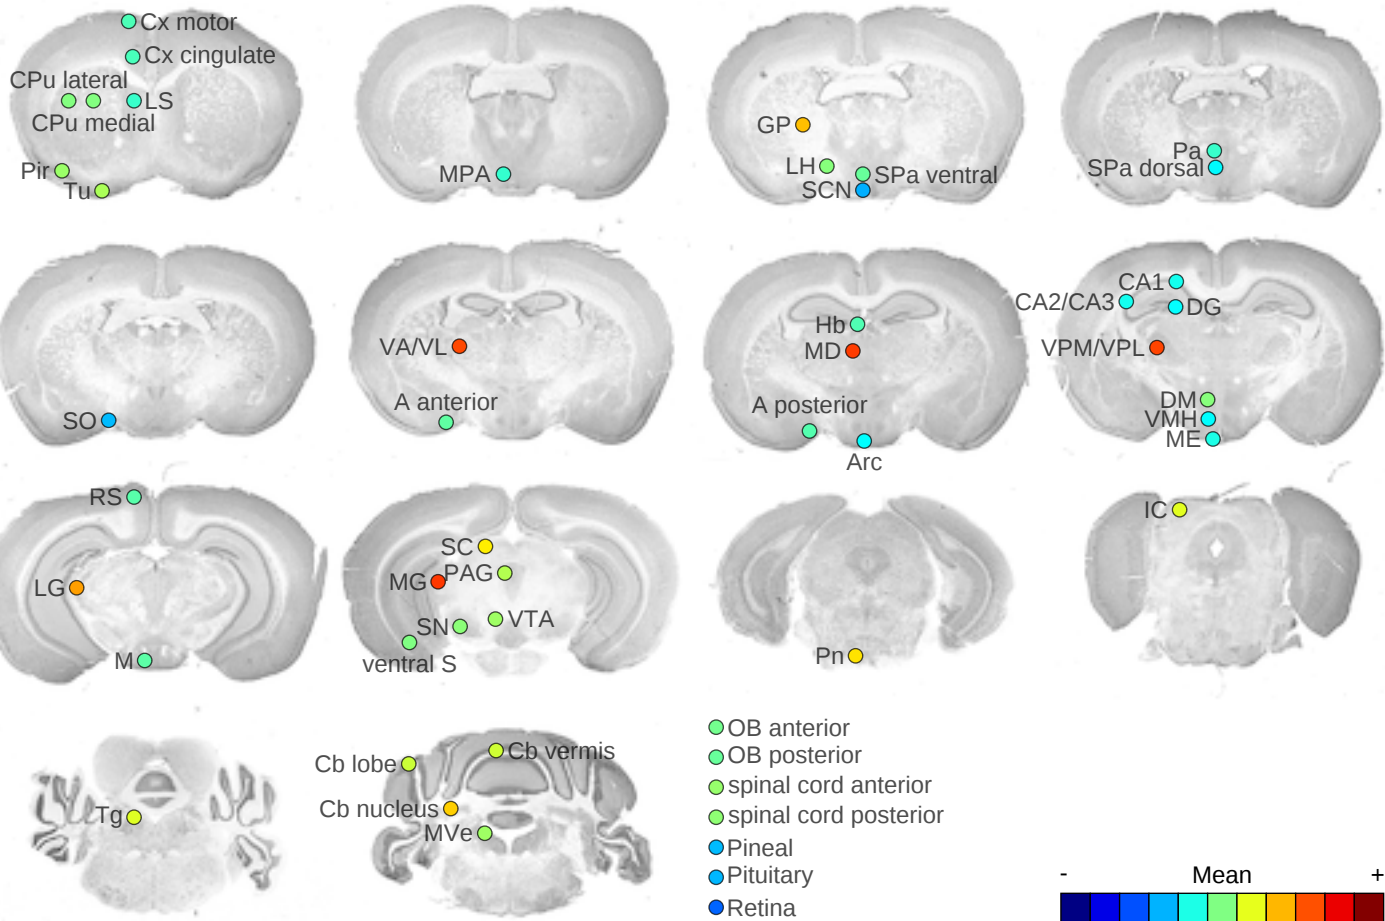 Cx motor
Cx cingulate
CPu lateral
LS
CPu medial
Pir
Tu
MPA
GP
LH
SPa ventral
SCN
Pa
SPa dorsal
SO
VA/VL
A anterior
Hb
MD
A posterior
Arc
CA1
CA2/CA3
DG
VPM/VPL
DM
VMH
ME
RS
LG
M
SC
MG
PAG
SN
VTA
ventral S
Pn
IC
Tg
Cb lobe
Cb vermis
Cb nucleus
MVe
OB anterior
OB posterior
spinal cord anterior
spinal cord posterior
Pineal
Pituitary
Retina
- Mean +